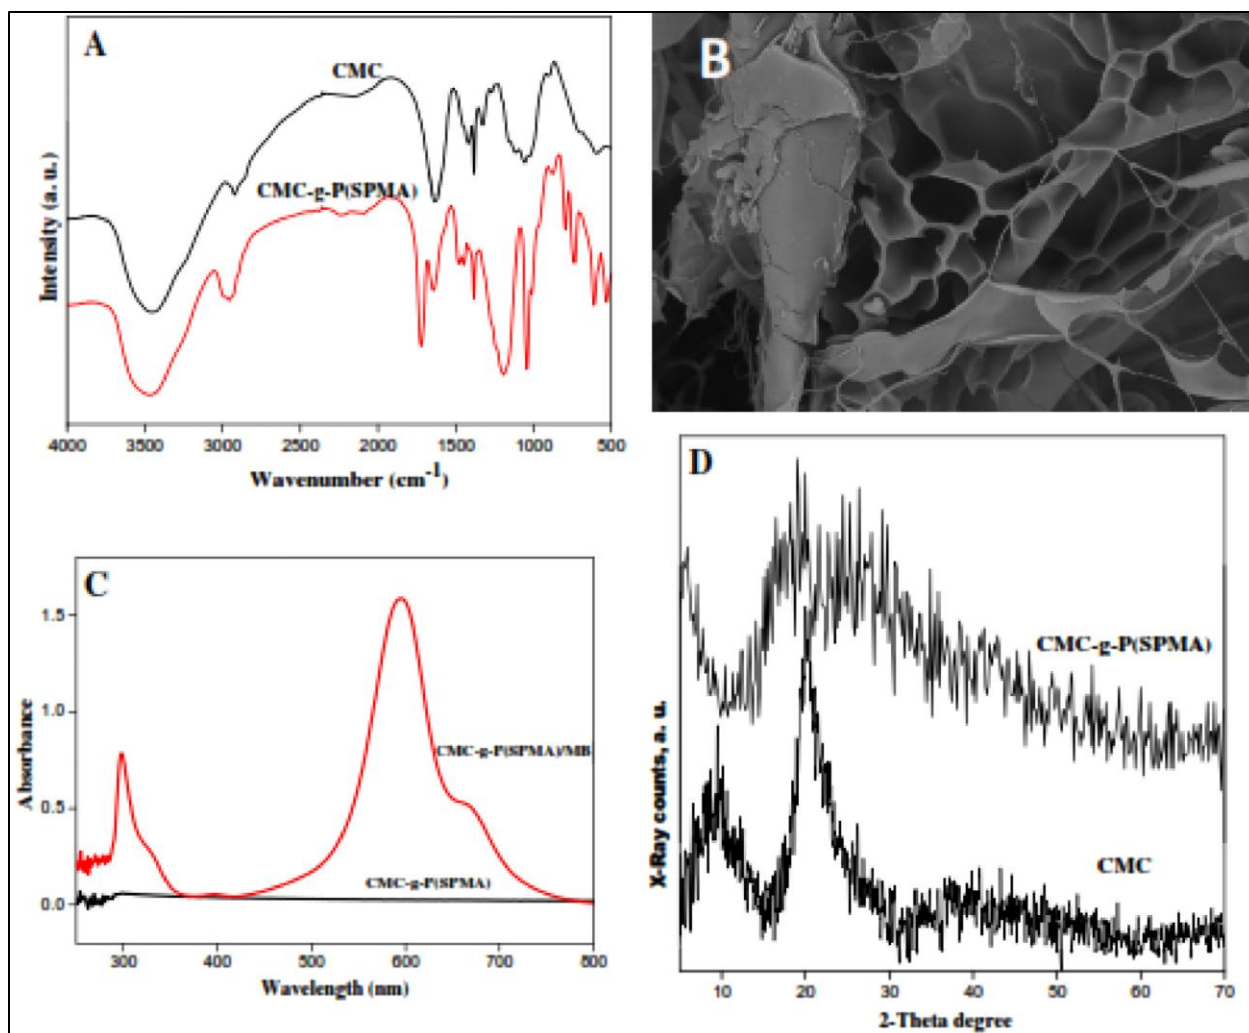 A
CMC
CMC-g-P(SPMA)
Intensity (a. u.)
4000 3500 3000 2500 2000 1500 1000 500
Wavenumber (cm-1)
B
C
1.5
1.0
0.5
0.0
Absorbance
CMC-g-P(SPMA)/MB
CMC-g-P(SPMA)
300 400 500 600 700 800
Wavelength (nm)
D
CMC-g-P(SPMA)
X-Ray counts, a. u.
CMC
10 20 30 40 50 60 70
2-Theta degree